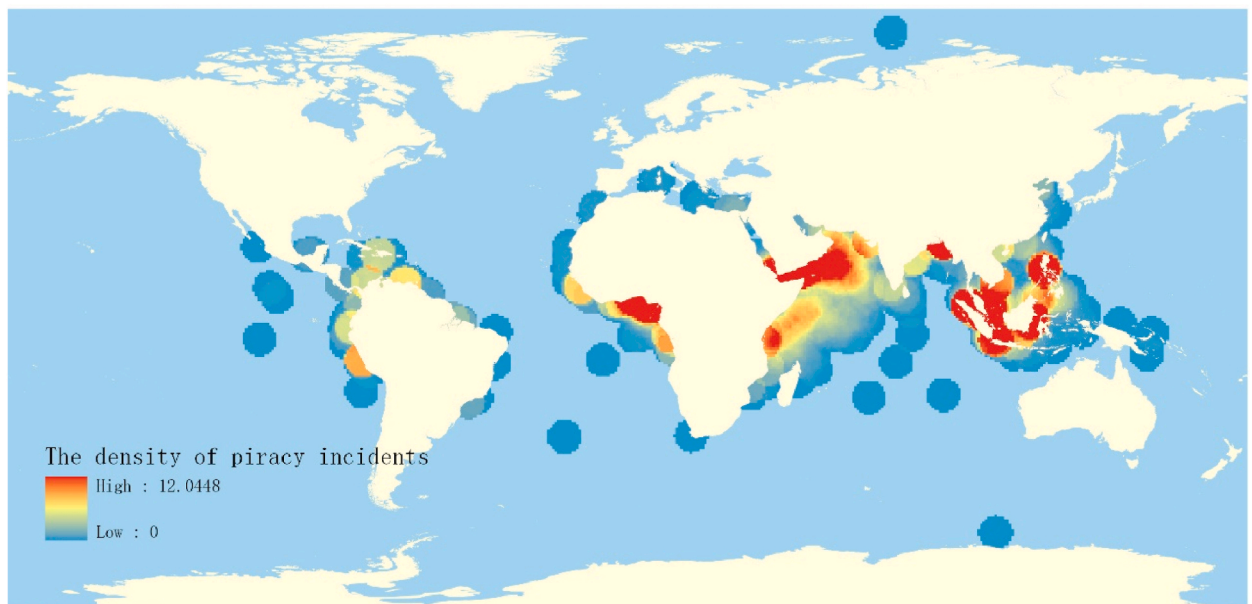 The density of piracy incidents
High : 12.0448
Low : 0